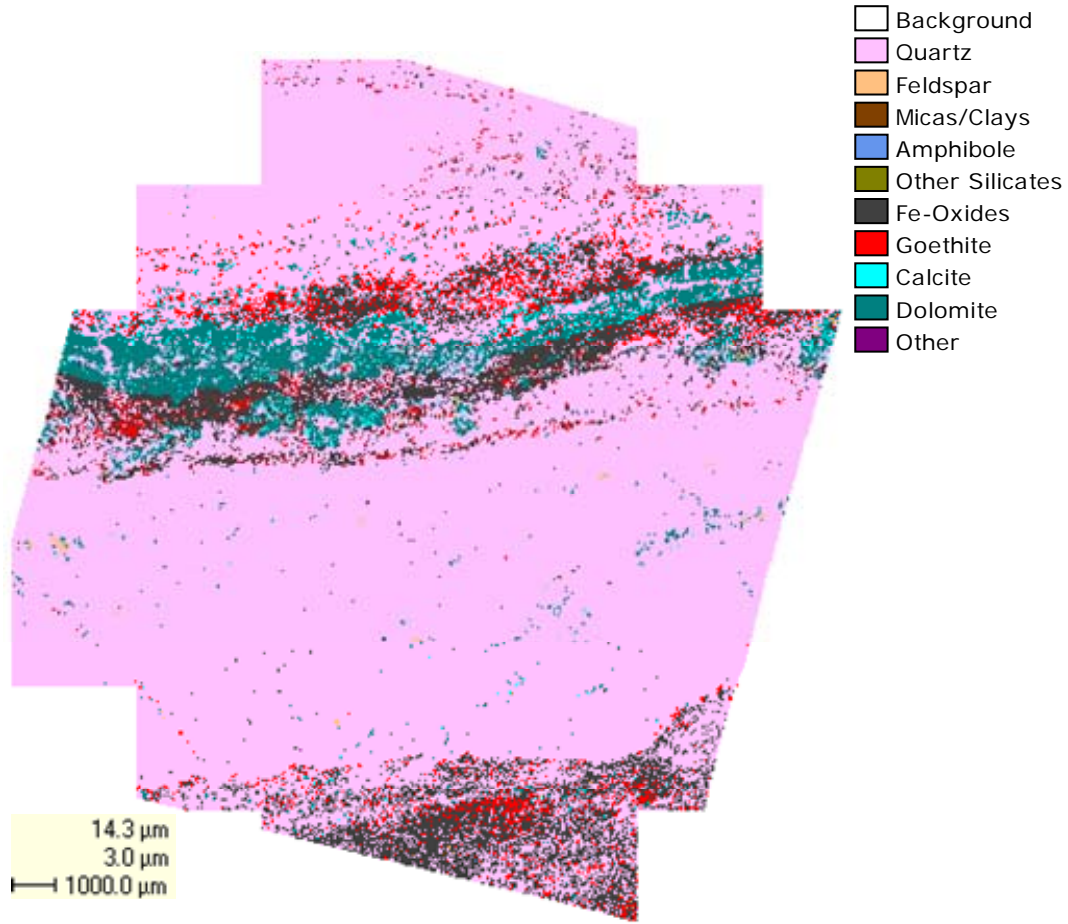 Background
Quartz
Feldspar
Micas/Clays
Amphibole
Other Silicates
Fe-Oxides
Goethite
Calcite
Dolomite
Other
14.3 µm
3.0 µm
1000.0 µm